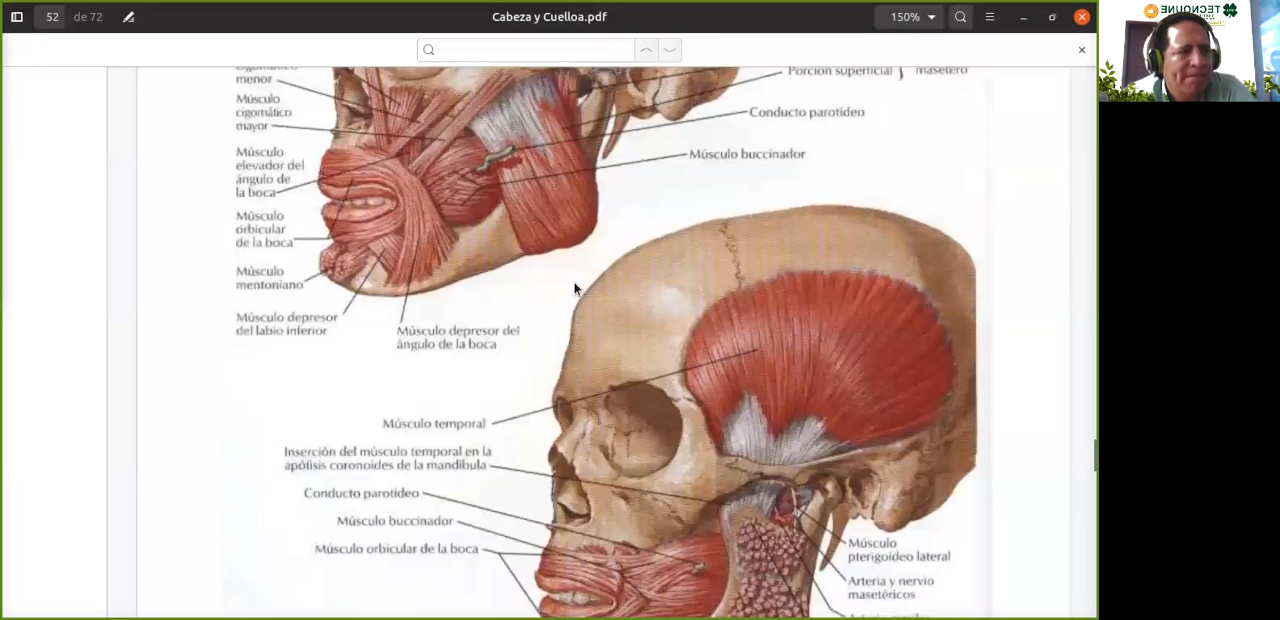 52 de 72
Cabeza y Cuelloa.pdf
150%
menor
Músculo
cigomático
mayor
Músculo
elevador del
ángulo de
la boca
Músculo
orbicular
de la boca
Músculo
mentoniano
Músculo depresor
del labio inferior
Músculo depresor del
ángulo de la boca
Porción superficial
masetero
Conducto parotídeo
Músculo buccinador
Músculo temporal
Inserción del músculo temporal en la
apófisis coronoides de la mandíbula
Conducto parotídeo
Músculo buccinador
Músculo orbicular de la boca
Músculo
pterigoideo lateral
Arteria y nervio
masetéricos